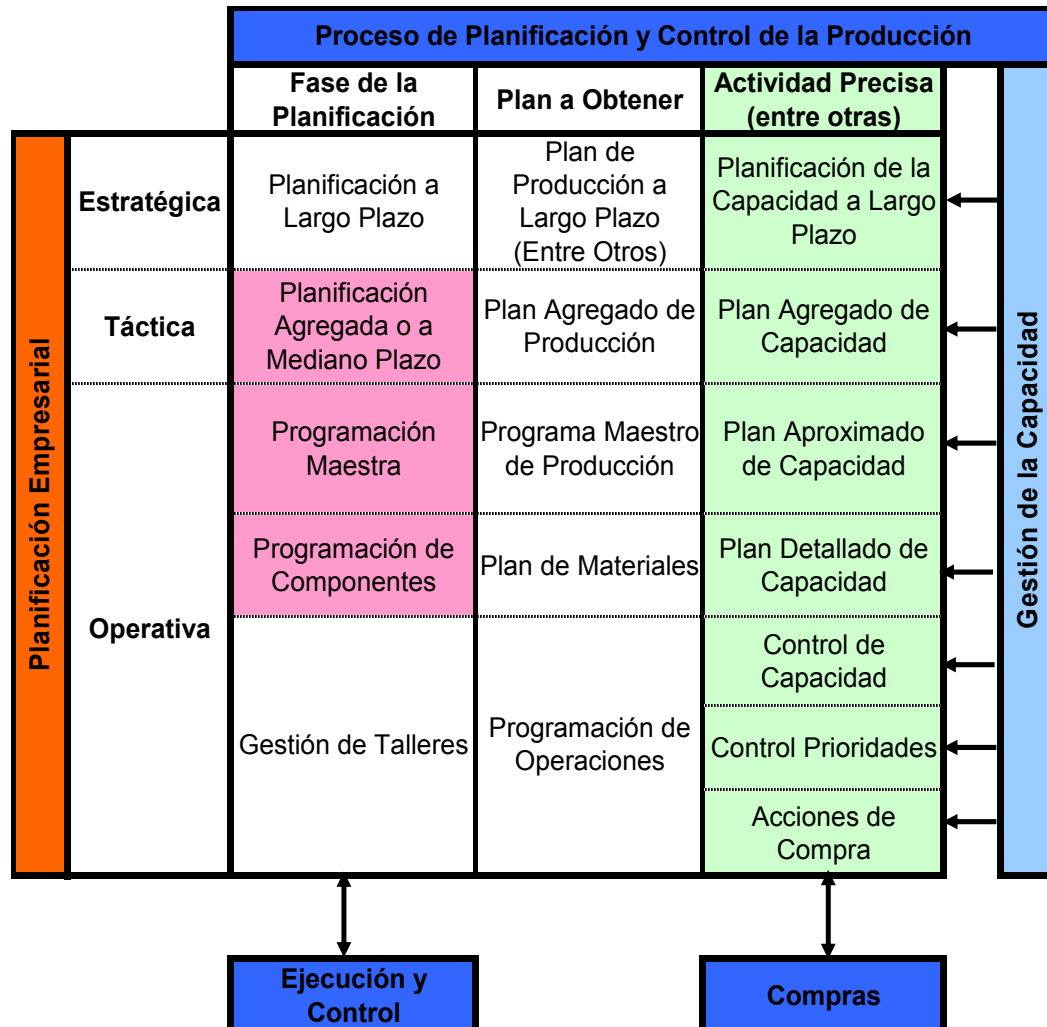 Proceso de Planificación y Control de la Producción
Fase de la
Planificación
Plan a Obtener
Actividad Precisa
(entre otras)
Planificación Empresarial
Estratégica
Planificación a
Largo Plazo
Plan de
Producción a
Largo Plazo
(Entre Otros)
Planificación de la
Capacidad a Largo
Plazo
Gestión de la Capacidad
Táctica
Planificación
Agregada o a
Mediano Plazo
Plan Agregado de
Producción
Plan Agregado de
Capacidad
Operativa
Programación
Maestra
Programa Maestro
de Producción
Plan Aproximado
de Capacidad
Programación de
Componentes
Plan de Materiales
Plan Detallado de
Capacidad
Gestión de Talleres
Programación de
Operaciones
Control de
Capacidad
Control Prioridades
Acciones de
Compra
Ejecución y
Control
Compras